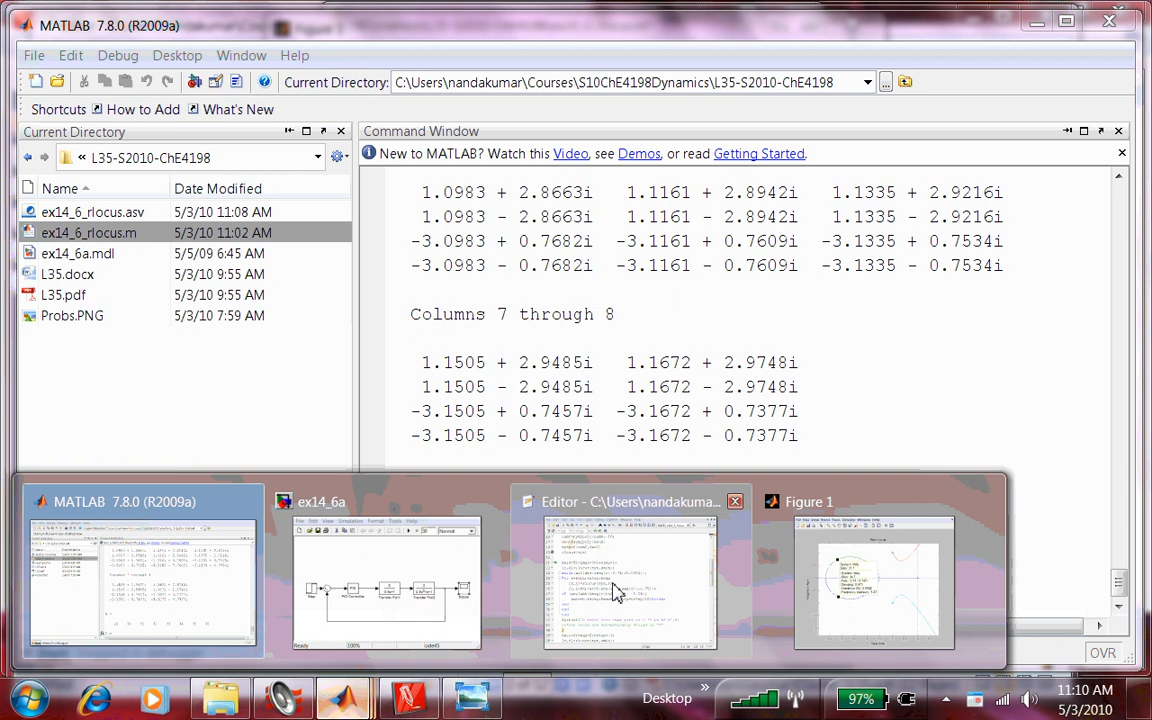 MATLAB 7.8.0 (R2009a)
File Edit Debug Desktop Window Help
Current Directory: C:\Users\nandakumar\Courses\S10ChE4198Dynamics\L35-S2010-ChE4198
Shortcuts How to Add What's New
Current Directory
Command Window
« L35-S2010-ChE4198
New to MATLAB? Watch this Video, see Demos, or read Getting Started.
Name Date Modified
ex14_6_rlocus.asv 5/3/10 11:08 AM
ex14_6_rlocus.m 5/3/10 11:02 AM
ex14_6a.mdl 5/5/09 6:45 AM
L35.docx 5/3/10 9:55 AM
L35.pdf 5/3/10 9:55 AM
Probs.PNG 5/3/10 7:59 AM
1.0983 + 2.8663i 1.1161 + 2.8942i 1.1335 + 2.9216i
1.0983 - 2.8663i 1.1161 - 2.8942i 1.1335 - 2.9216i
-3.0983 + 0.7682i -3.1161 + 0.7609i -3.1335 + 0.7534i
-3.0983 - 0.7682i -3.1161 - 0.7609i -3.1335 - 0.7534i
Columns 7 through 8
1.1505 + 2.9485i 1.1672 + 2.9748i
1.1505 - 2.9485i 1.1672 - 2.9748i
-3.1505 + 0.7457i -3.1672 + 0.7377i
-3.1505 - 0.7457i -3.1672 - 0.7377i
MATLAB 7.8.0 (R2009a)
ex14_6a
Editor - C:\Users\nandakuma...
Figure 1
Ready 100% ode45
OVR
Desktop »
97%
11:10 AM
5/3/2010